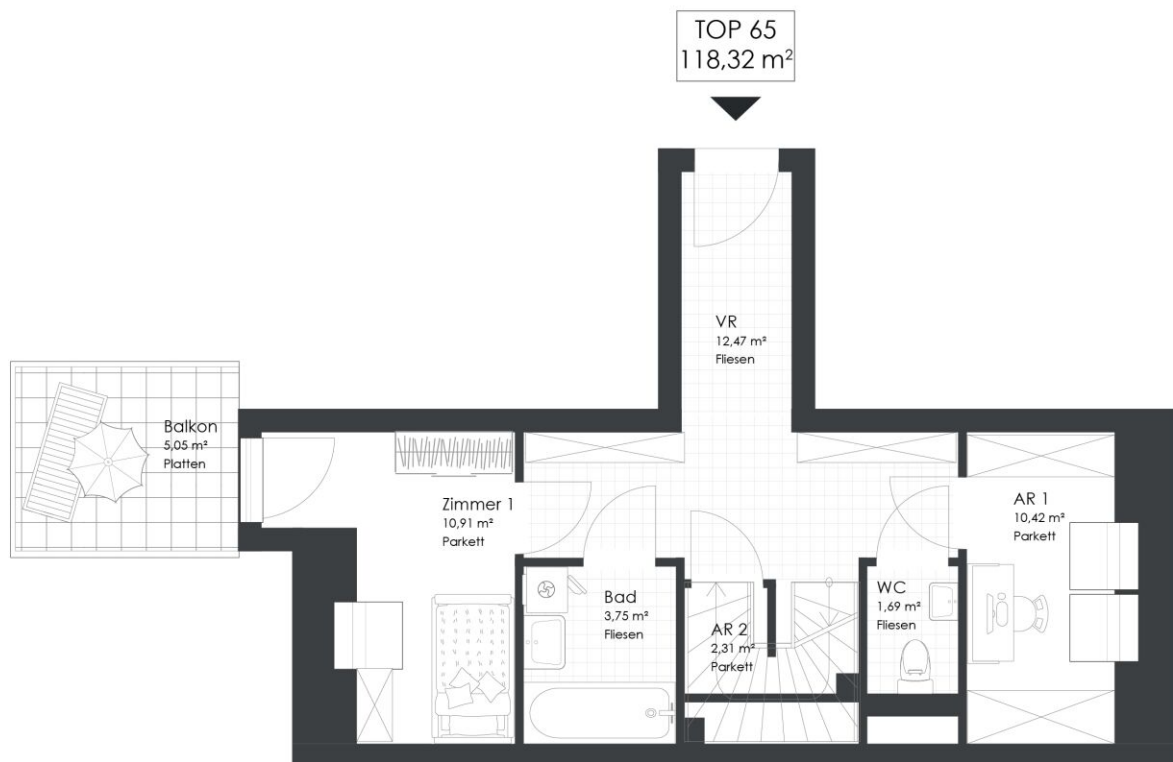 TOP 65
118,32 m²
VR
12,47 m²
Fliesen
Balkon
5,05 m²
Platten
Zimmer 1
10,91 m²
Parkett
AR 1
10,42 m²
Parkett
Bad
3,75 m²
Fliesen
WC
1,69 m²
Fliesen
AR 2
2,31 m²
Parkett